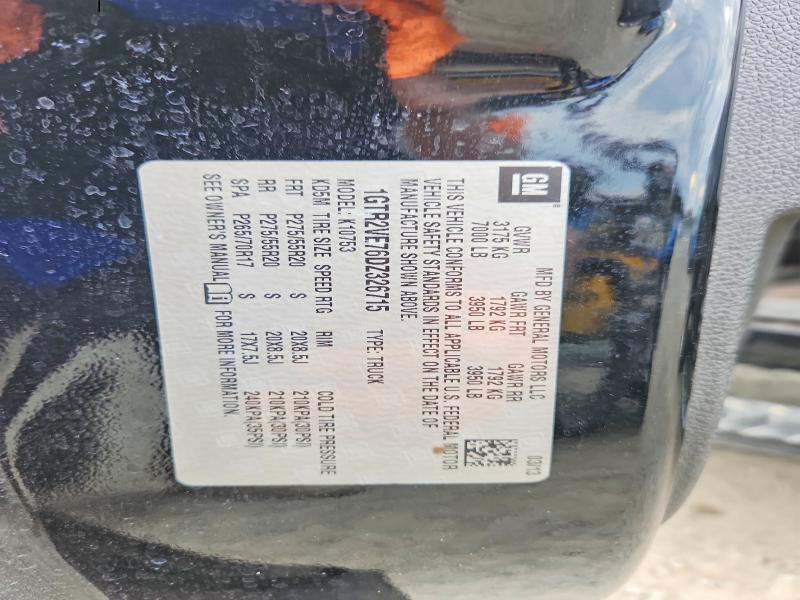 GM®
MFD BY GENERAL MOTORS LLC 03/13
GVWR GAWR FRT GAWR RR
3175 KG 1792 KG 1792 KG
7000 LB 3950 LB 3950 LB
THIS VEHICLE CONFORMS TO ALL APPLICABLE U.S. FEDERAL MOTOR
VEHICLE SAFETY STANDARDS IN EFFECT ON THE DATE OF
MANUFACTURE SHOWN ABOVE.
1GTR2VE76DZ326715 TYPE: TRUCK
MODEL: K10753
KD5M TIRE SIZE SPEED RTG RIM COLD TIRE PRESSURE
FRT P275/55R20 S 20X8.5J 210KPA(30PSI)
RR P275/55R20 S 20X8.5J 210KPA(30PSI)
SPA P265/70R17 S 17X7.5J 240KPA(35PSI)
SEE OWNER'S MANUAL FOR MORE INFORMATION.